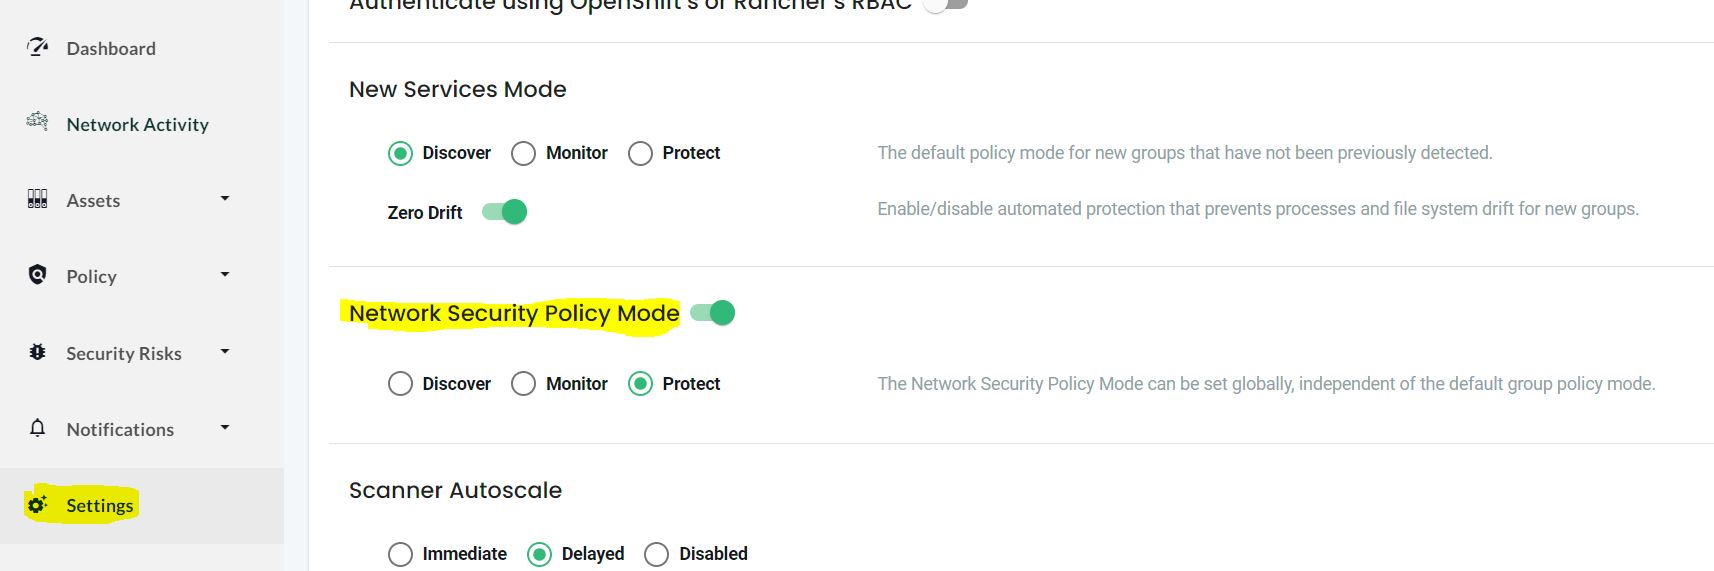 Authenticate using OpenShift's or Rancher's RBAC
Dashboard
Network Activity
Assets
Policy
Security Risks
Notifications
Settings
New Services Mode
Discover Monitor Protect
The default policy mode for new groups that have not been previously detected.
Zero Drift
Enable/disable automated protection that prevents processes and file system drift for new groups.
Network Security Policy Mode
Discover Monitor Protect
The Network Security Policy Mode can be set globally, independent of the default group policy mode.
Scanner Autoscale
Immediate Delayed Disabled